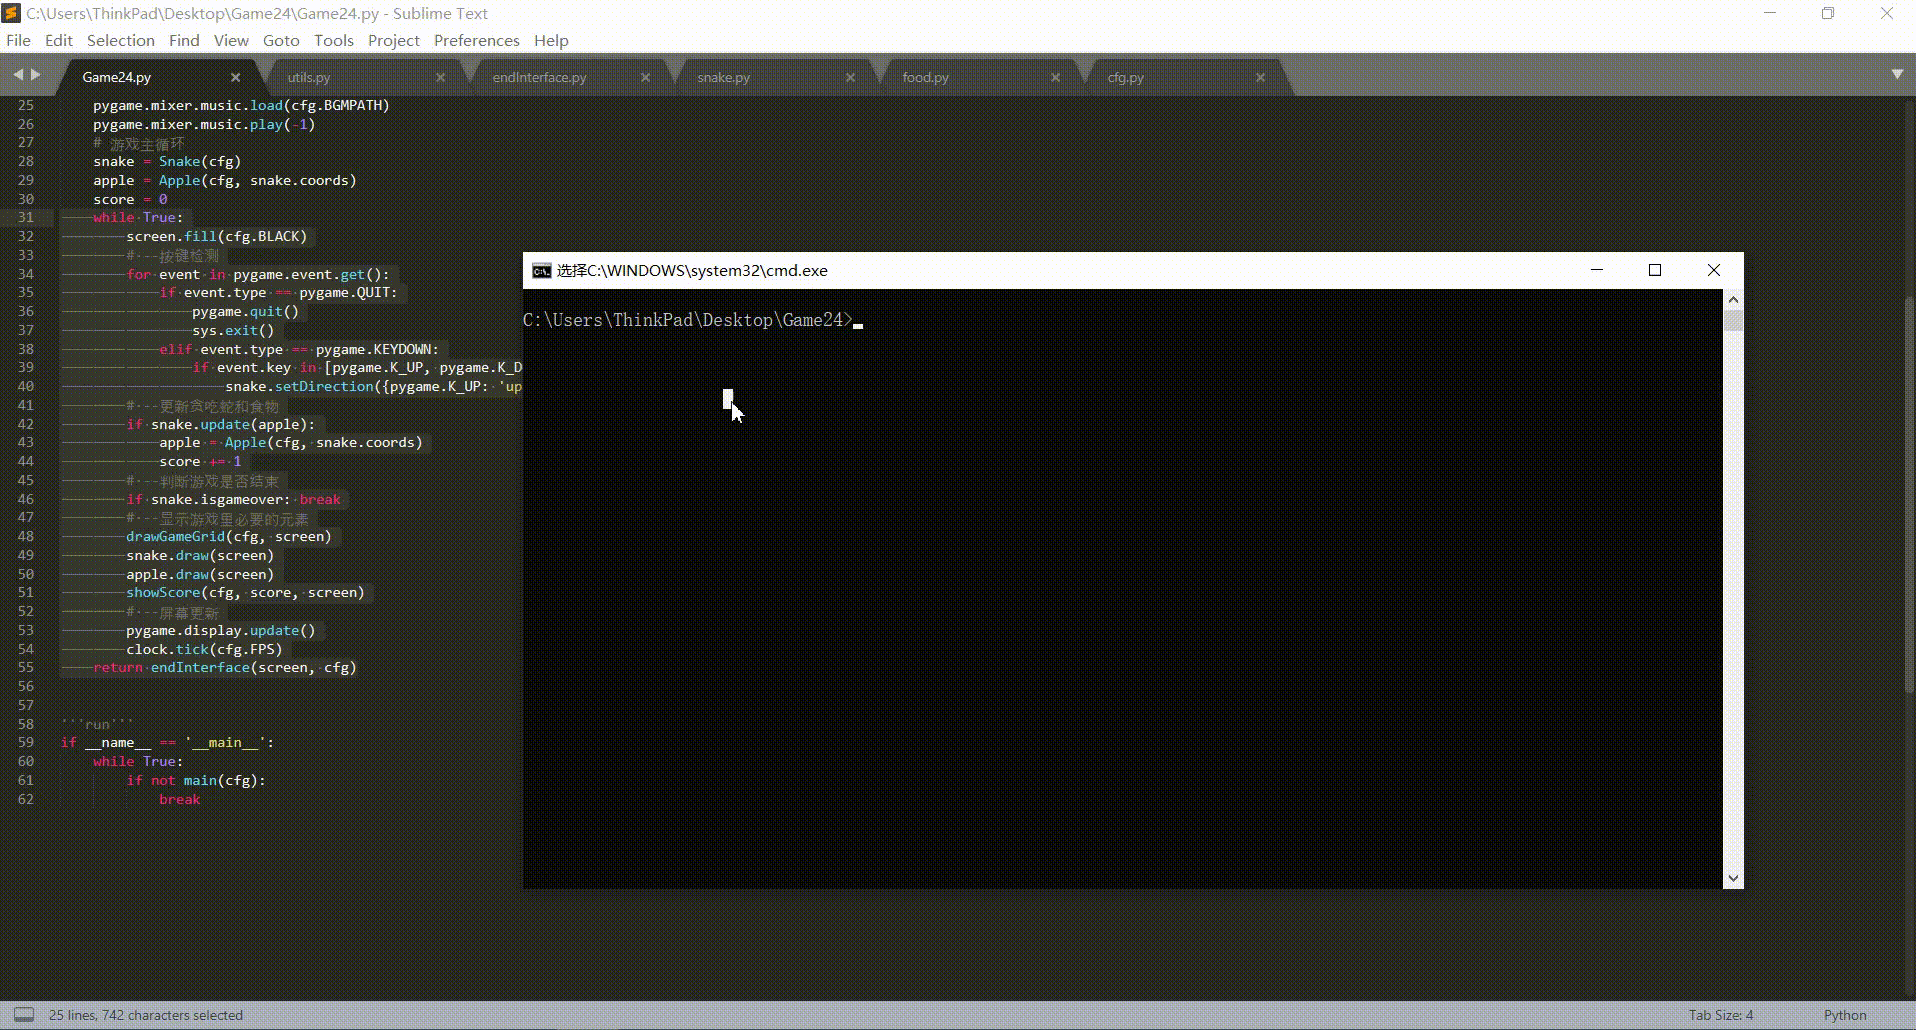 C:\Users\ThinkPad\Desktop\Game24\Game24.py - Sublime Text
File Edit Selection Find View Goto Tools Project Preferences Help
Game24.py utils.py endInterface.py snake.py food.py cfg.py
25 pygame.mixer.music.load(cfg.BGMPATH)
26 pygame.mixer.music.play(-1)
27 # 游戏主循环
28 snake = Snake(cfg)
29 apple = Apple(cfg, snake.coords)
30 score = 0
31 while True:
32 screen.fill(cfg.BLACK)
33 # --按键检测
34 for event in pygame.event.get():
35 if event.type == pygame.QUIT:
36 pygame.quit()
37 sys.exit()
38 elif event.type == pygame.KEYDOWN:
39 if event.key in [pygame.K_UP, pygame.K_D
40 snake.setDirection({pygame.K_UP: 'up
41 # --更新贪吃蛇和食物
42 if snake.update(apple):
43 apple = Apple(cfg, snake.coords)
44 score += 1
45 # --判断游戏是否结束
46 if snake.isgameover: break
47 # --显示游戏里必要的元素
48 drawGameGrid(cfg, screen)
49 snake.draw(screen)
50 apple.draw(screen)
51 showScore(cfg, score, screen)
52 # --屏幕更新
53 pygame.display.update()
54 clock.tick(cfg.FPS)
55 return endInterface(screen, cfg)
56
57
58 '''run'''
59 if __name__ == '__main__':
60 while True:
61 if not main(cfg):
62 break
选择C:\WINDOWS\system32\cmd.exe
C:\Users\ThinkPad\Desktop\Game24>
25 lines, 742 characters selected
Tab Size: 4 Python